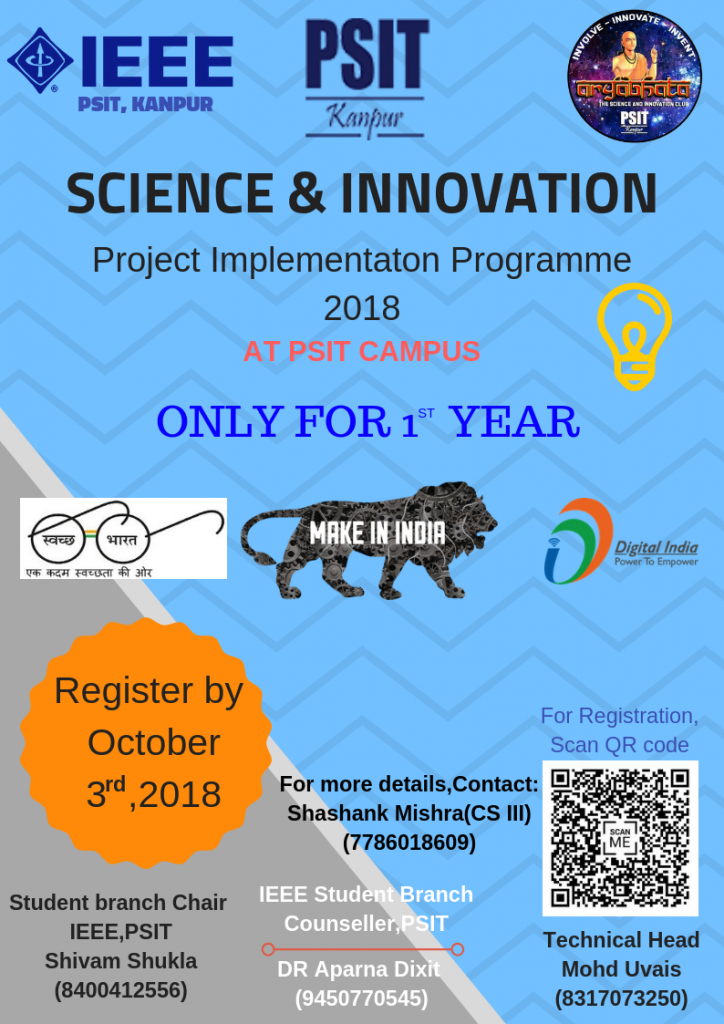 IEEE
PSIT, KANPUR
PSIT
Kanpur
INVOLVE - INNOVATE - INVENT
aryabhata
THE SCIENCE AND INNOVATION CLUB
PSIT
Kanpur
SCIENCE & INNOVATION
Project Implementaton Programme
2018
AT PSIT CAMPUS
ONLY FOR 1ST YEAR
स्वच्छ भारत
एक कदम स्वच्छता की ओर
MAKE IN INDIA
Digital India
Power To Empower
Register by
October
3rd,2018
For Registration,
Scan QR code
SCAN
ME
For more details,Contact:
Shashank Mishra(CS III)
(7786018609)
Student branch Chair
IEEE,PSIT
Shivam Shukla
(8400412556)
IEEE Student Branch
Counseller,PSIT
DR Aparna Dixit
(9450770545)
Technical Head
Mohd Uvais
(8317073250)